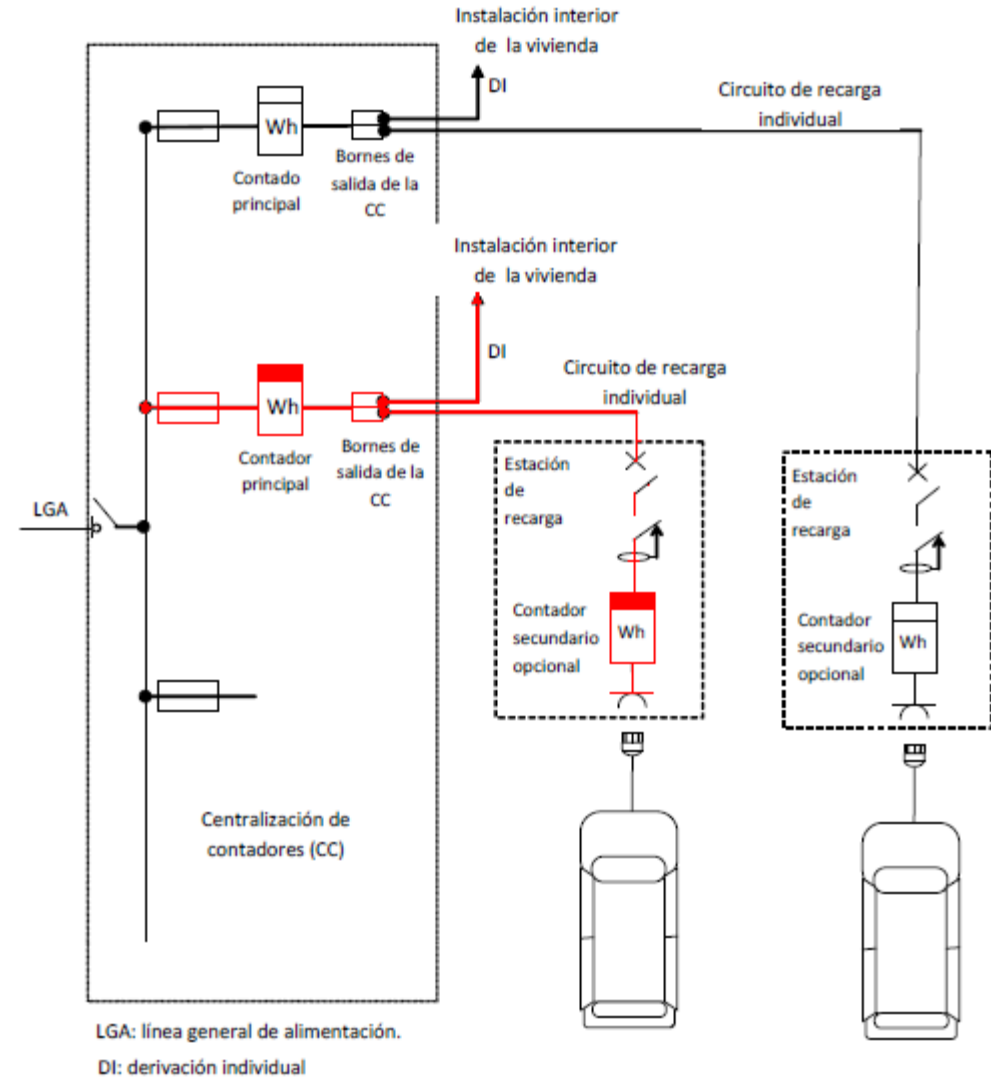 Instalación interior
de la vivienda
DI
Circuito de recarga
individual
Wh
Contado
principal
Bornes de
salida de la
CC
Instalación interior
de la vivienda
DI
Circuito de recarga
individual
Wh
Contador
principal
Bornes de
salida de la
CC
LGA
Estación
de
recarga
Contador
secundario
opcional
Wh
Estación
de
recarga
Contador
secundario
opcional
Wh
Centralización de
contadores (CC)
LGA: línea general de alimentación.
DI: derivación individual